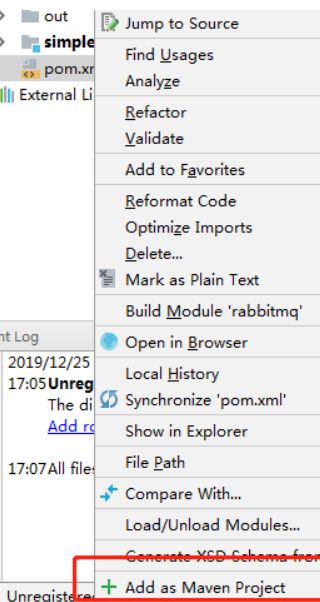 out
simple
pom.x
External Li
Jump to Source
Find Usages
Analyze
Refactor
Validate
Add to Favorites
Reformat Code
Optimize Imports
Delete...
Mark as Plain Text
Build Module 'rabbitmq'
Open in Browser
Local History
Synchronize 'pom.xml'
Show in Explorer
File Path
Compare With...
Load/Unload Modules...
Generate XSD Schema from
Add as Maven Project
nt Log
2019/12/25
17:05 Unreg
The di
Add ro
17:07 All files
Unregistere